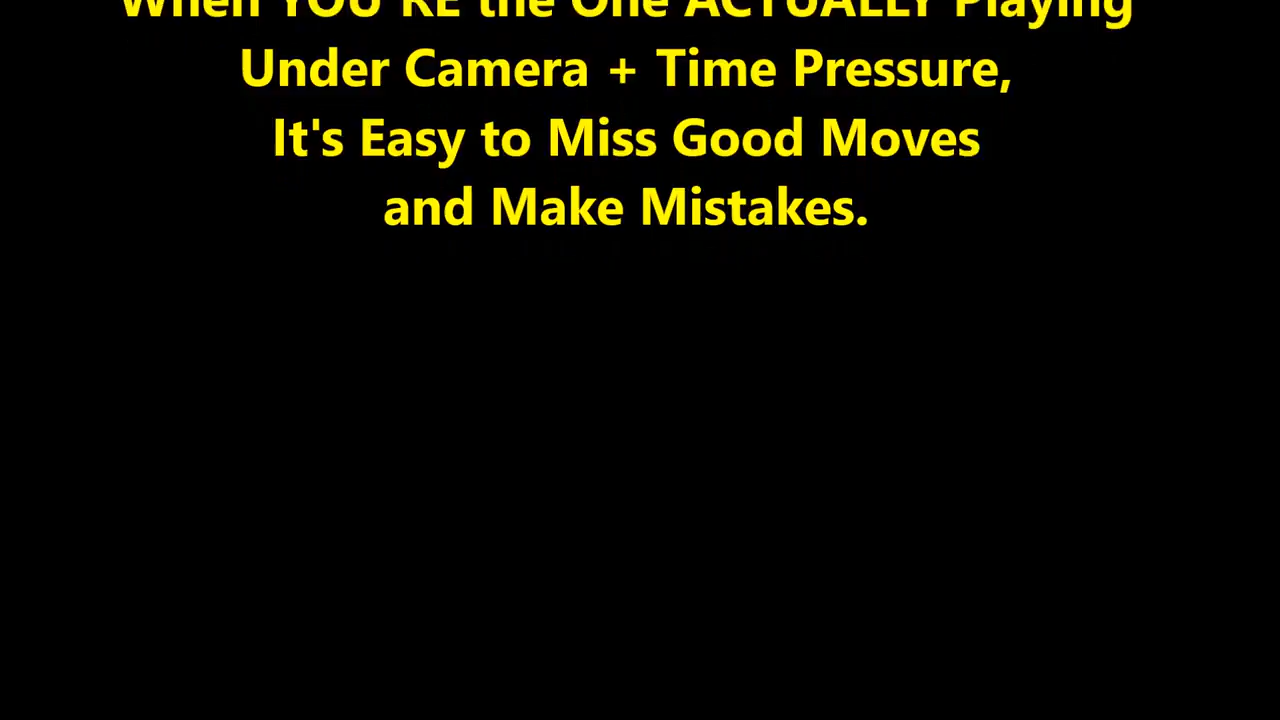 When YOU'RE the One ACTUALLY Playing
Under Camera + Time Pressure,
It's Easy to Miss Good Moves
and Make Mistakes.